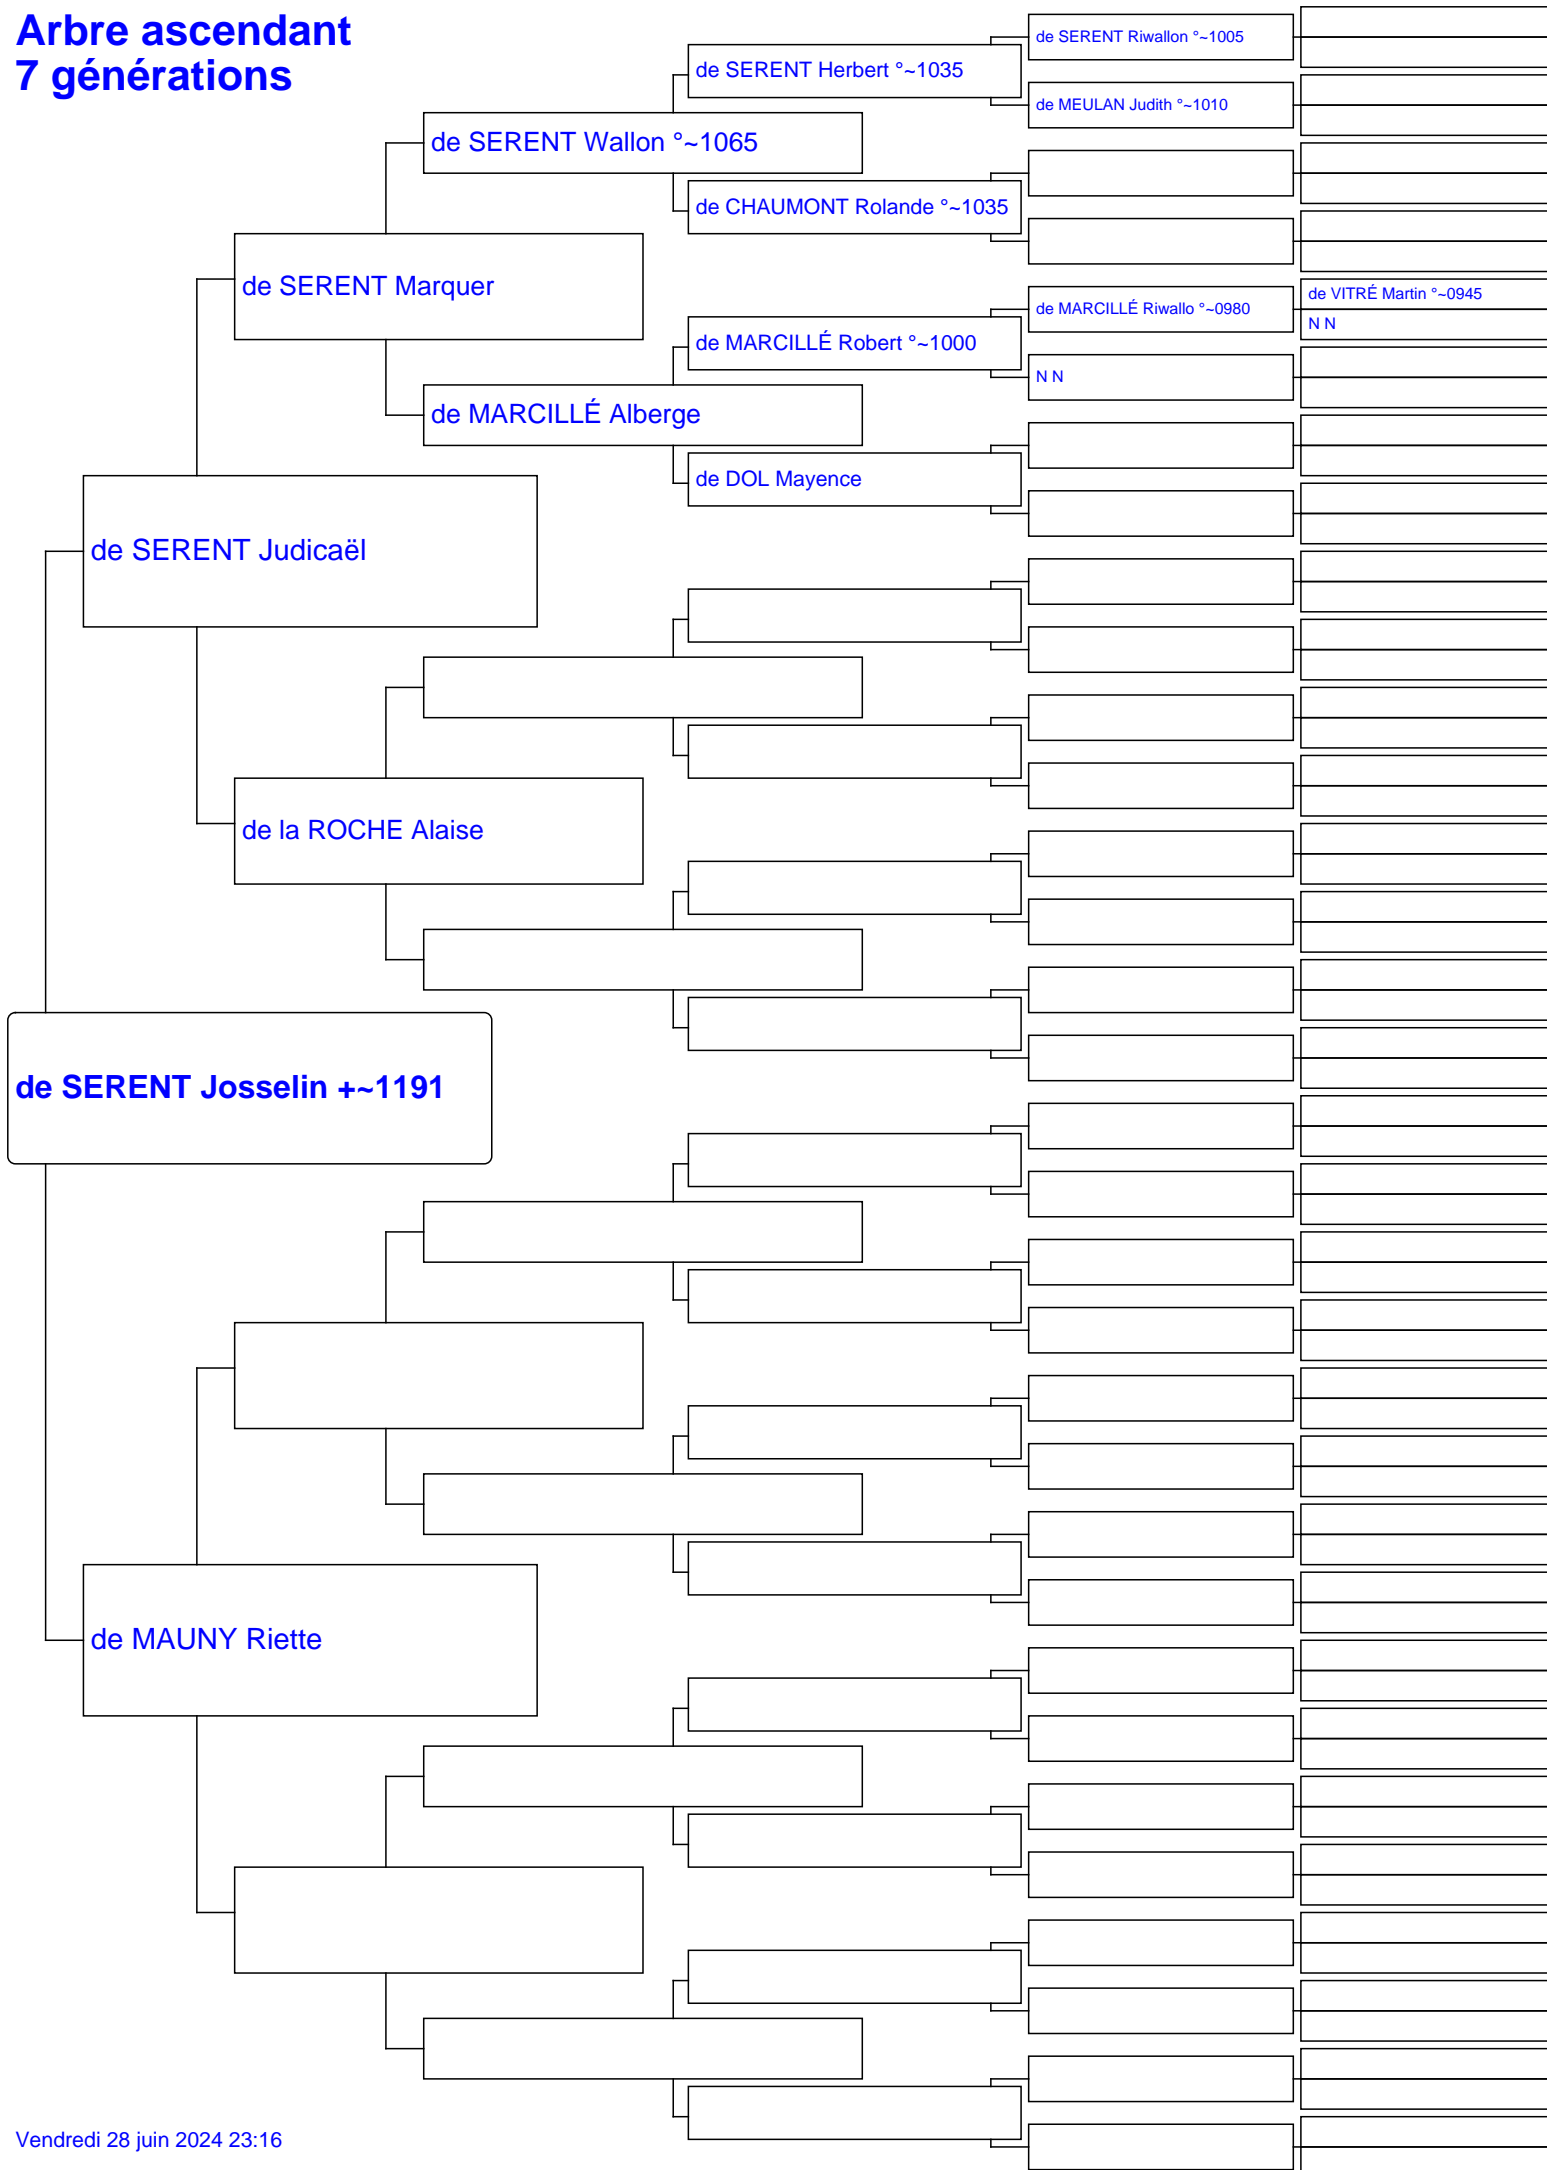 Arbre ascendant
7 générations
de SERENT Riwallon °~1005
de SERENT Herbert °~1035
de MEULAN Judith °~1010
de SERENT Wallon °~1065
de CHAUMONT Rolande °~1035
de SERENT Marquer
de VITRÉ Martin °~0945
de MARCILLÉ Riwallo °~0980
N N
de MARCILLÉ Robert °~1000
N N
de MARCILLÉ Alberge
de DOL Mayence
de SERENT Judicaël
de la ROCHE Alaise
de SERENT Josselin +~1191
de MAUNY Riette
Vendredi 28 juin 2024 23:16